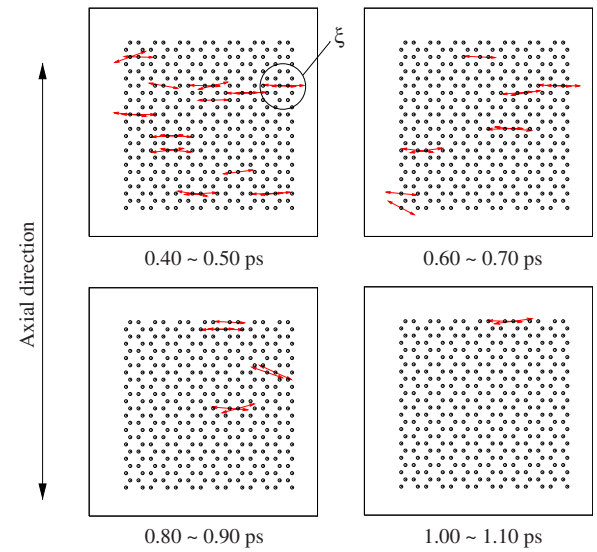 ξ
Axial direction
0.40 ~ 0.50 ps
0.60 ~ 0.70 ps
0.80 ~ 0.90 ps
1.00 ~ 1.10 ps